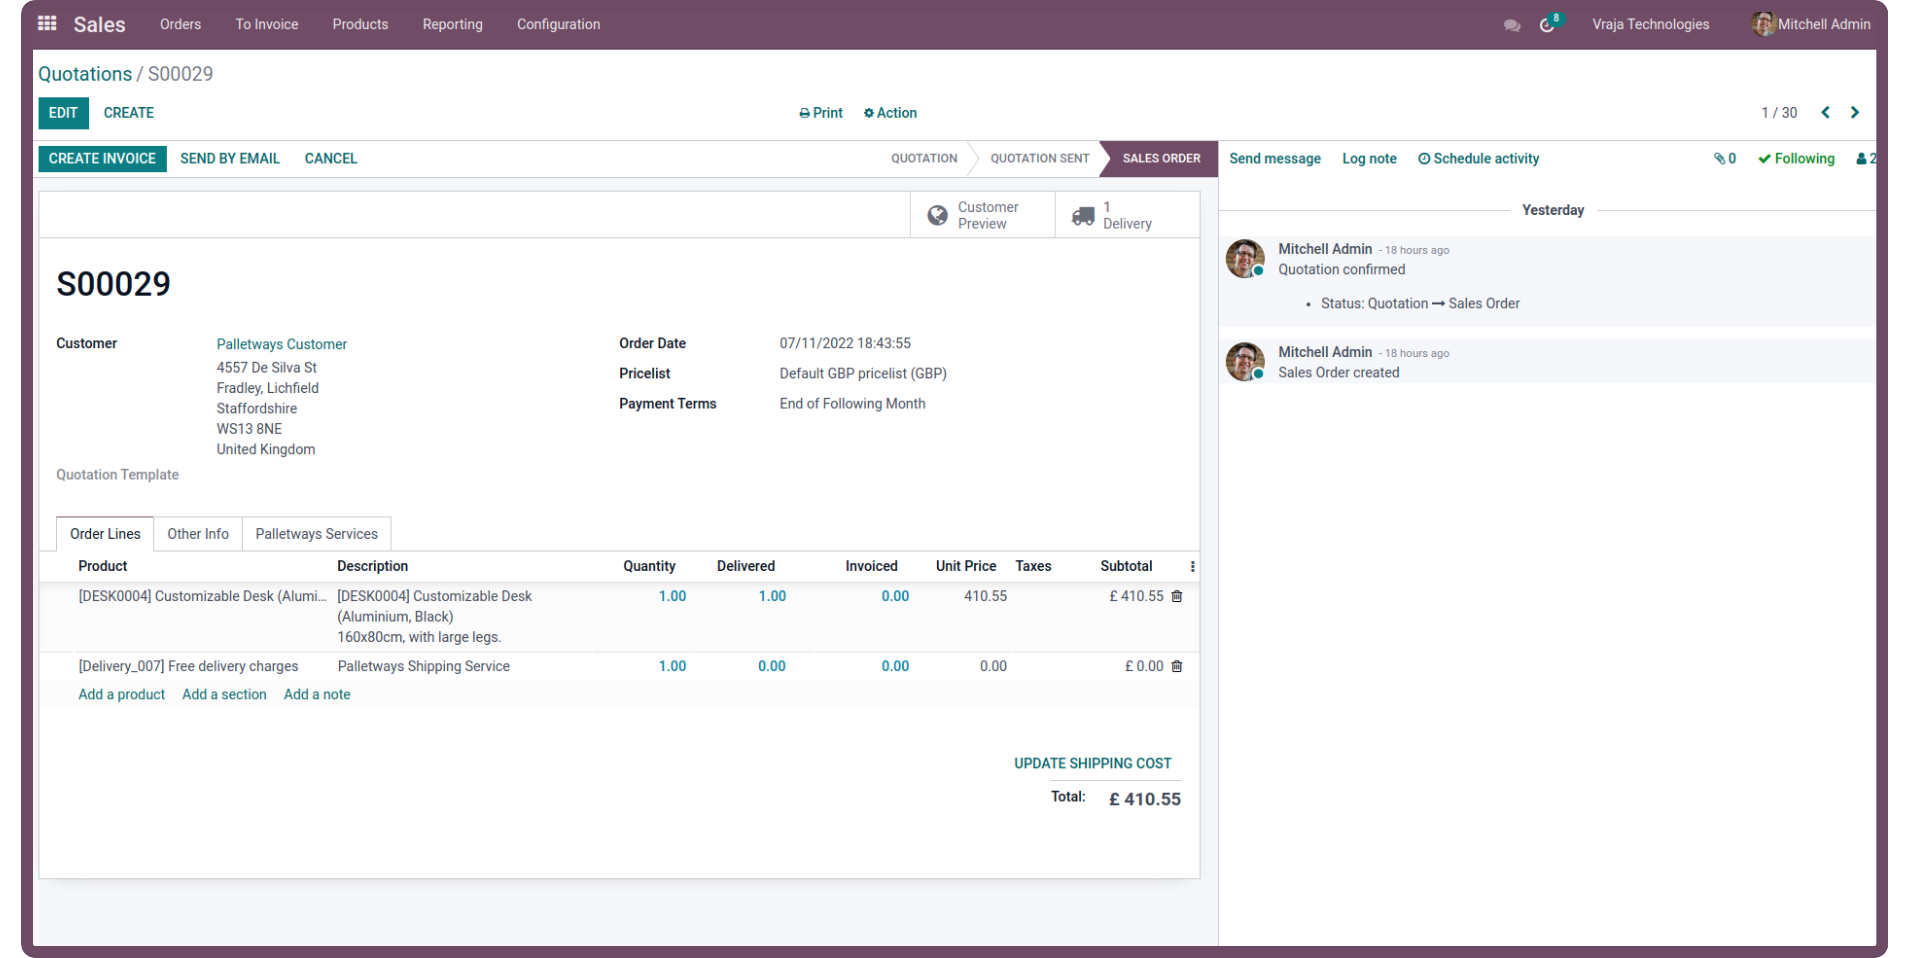 Sales Orders To Invoice Products Reporting Configuration 8 Vraja Technologies Mitchell Admin
Quotations / S00029
EDIT CREATE Print Action 1 / 30
CREATE INVOICE SEND BY EMAIL CANCEL QUOTATION QUOTATION SENT SALES ORDER Send message Log note Schedule activity 0 Following 2
Customer Preview
1 Delivery
Yesterday
Mitchell Admin - 18 hours ago
Quotation confirmed
• Status: Quotation → Sales Order
Mitchell Admin - 18 hours ago
Sales Order created
S00029
Customer Palletways Customer
4557 De Silva St
Fradley, Lichfield
Staffordshire
WS13 8NE
United Kingdom
Quotation Template
Order Date 07/11/2022 18:43:55
Pricelist Default GBP pricelist (GBP)
Payment Terms End of Following Month
Order Lines Other Info Palletways Services
Product Description Quantity Delivered Invoiced Unit Price Taxes Subtotal
[DESK0004] Customizable Desk (Alumi... [DESK0004] Customizable Desk 1.00 1.00 0.00 410.55 £ 410.55
(Aluminium, Black)
160x80cm, with large legs.
[Delivery_007] Free delivery charges Palletways Shipping Service 1.00 0.00 0.00 0.00 £ 0.00
Add a product Add a section Add a note
UPDATE SHIPPING COST
Total: £ 410.55